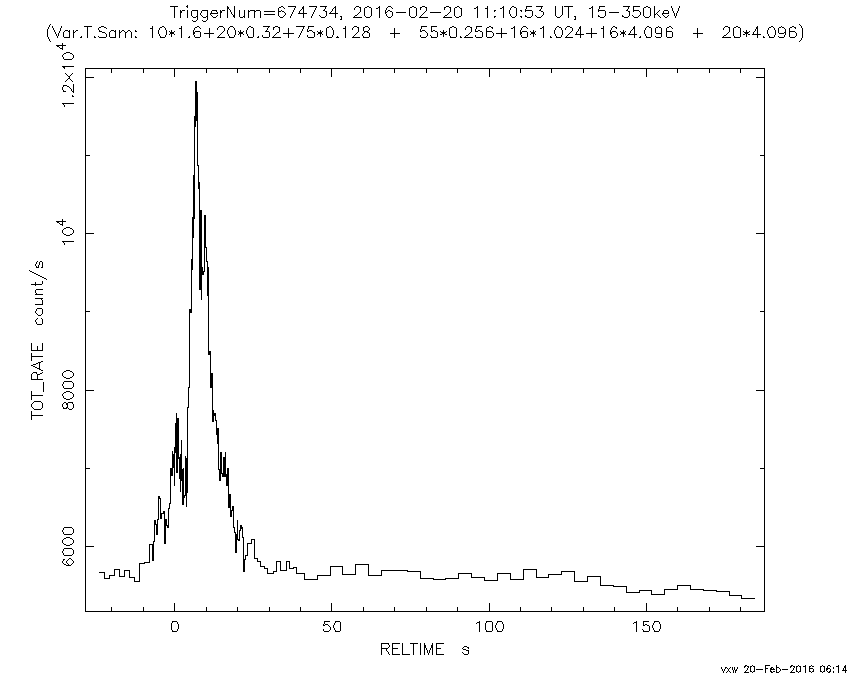 TriggerNum=674734, 2016-02-20 11:10:53 UT, 15-350keV
(Var.T.Sam: 10*1.6+20*0.32+75*0.128 + 55*0.256+16*1.024+16*4.096 + 20*4.096)
1.2×10⁴
10⁴
8000
6000
TOT_RATE count/s
0 50 100 150
RELTIME s
vxw 20-Feb-2016 06:14